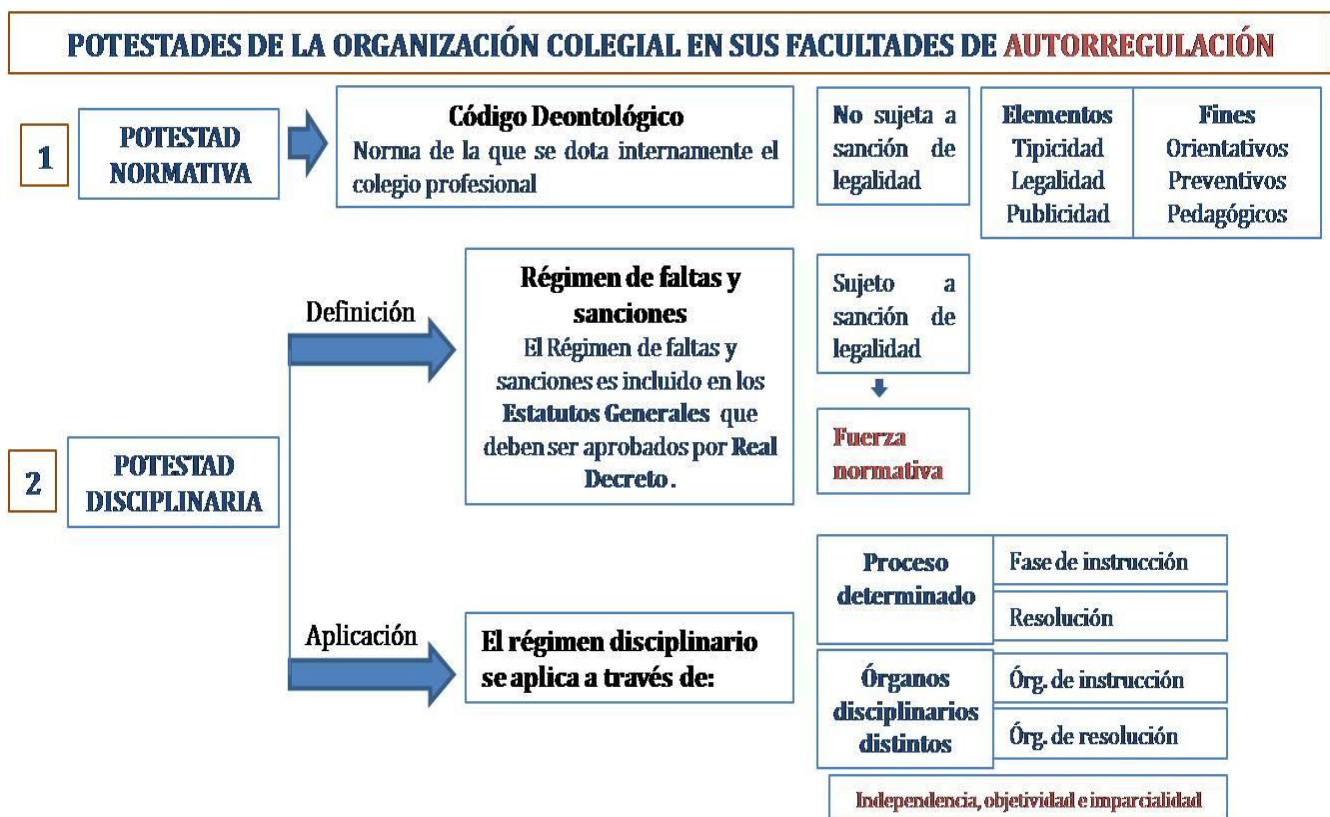 POTESTADES DE LA ORGANIZACIÓN COLEGIAL EN SUS FACULTADES DE AUTORREGULACIÓN
1
POTESTAD
NORMATIVA
Código Deontológico
Norma de la que se dota internamente el
colegio profesional
No sujeta a
sanción de
legalidad
Elementos
Tipicidad
Legalidad
Publicidad
Fines
Orientativos
Preventivos
Pedagógicos
2
POTESTAD
DISCIPLINARIA
Definición
Régimen de faltas y
sanciones
El Régimen de faltas y
sanciones es incluido en los
Estatutos Generales que
deben ser aprobados por Real
Decreto.
Sujeto a
sanción de
legalidad
Fuerza
normativa
Aplicación
El régimen disciplinario
se aplica a través de:
Proceso
determinado
Fase de instrucción
Resolución
Órganos
disciplinarios
distintos
Órg. de instrucción
Órg. de resolución
Independencia, objetividad e imparcialidad